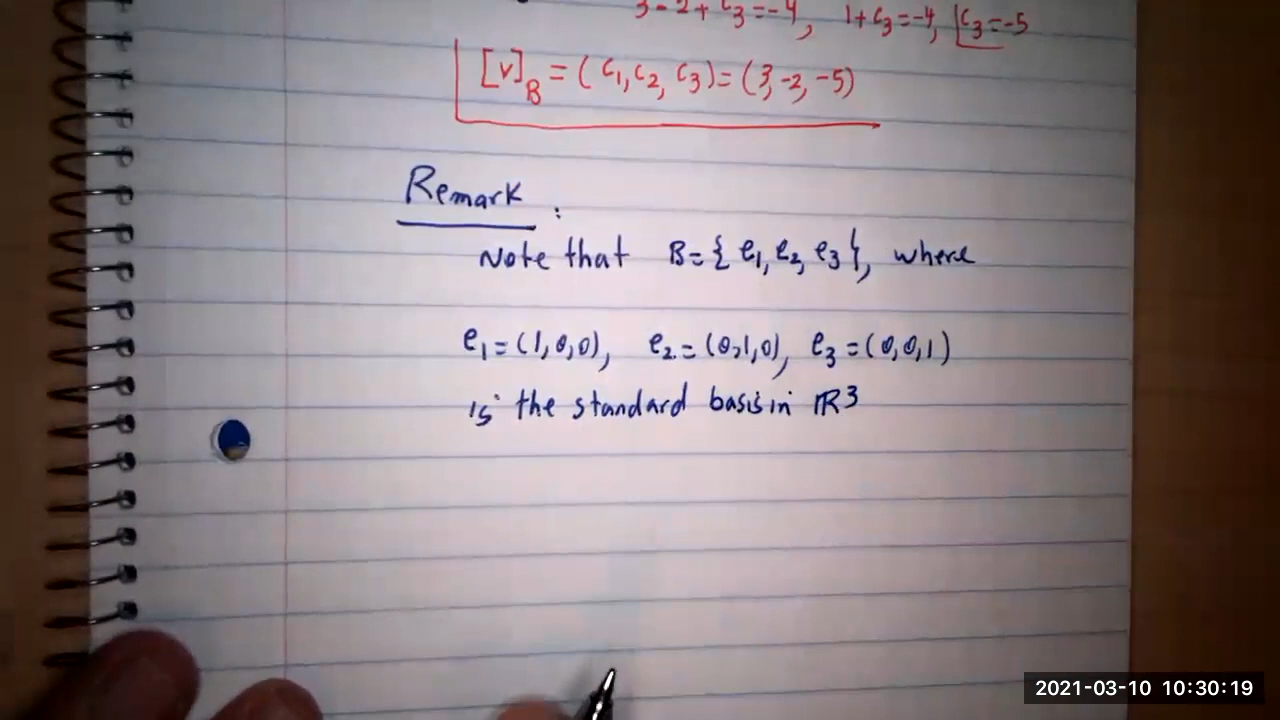 3-2+c₃=-4, 1+c₃=-4, c₃=-5
[v]_B = (c₁, c₂, c₃) = (3, -2, -5)
Remark :
Note that B = { e₁, e₂, e₃ }, where
e₁ = (1, 0, 0), e₂ = (0, 1, 0), e₃ = (0, 0, 1)
is the standard basis in ℝ³
2021-03-10 10:30:19